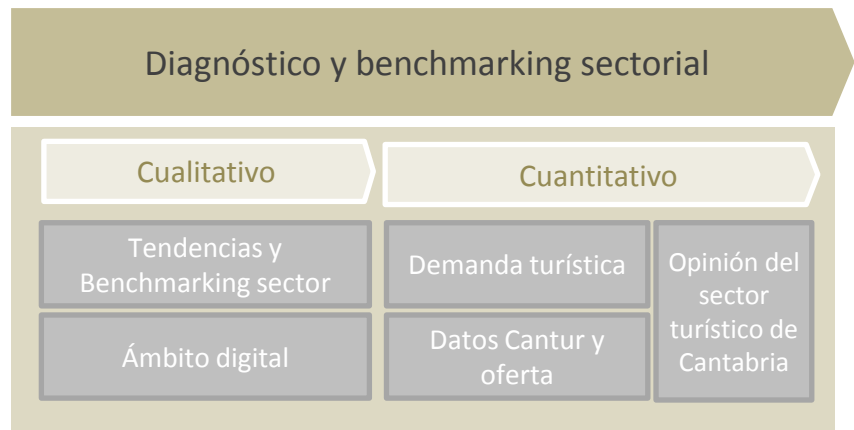 Diagnóstico y benchmarking sectorial
Cualitativo
Cuantitativo
Tendencias y
Benchmarking sector
Ámbito digital
Demanda turística
Datos Cantur y
oferta
Opinión del
sector
turístico de
Cantabria